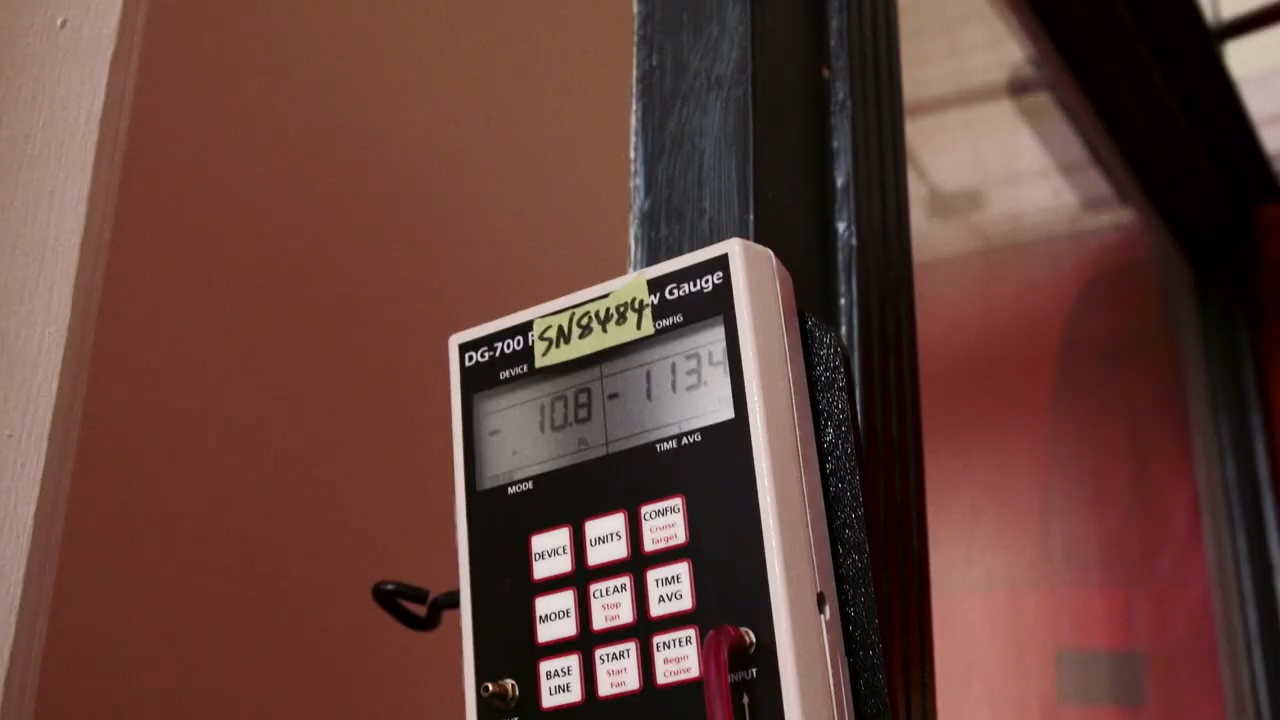 DG-700
SN8484
w Gauge
DEVICE
CONFIG
- 10.8
- 113.4
Pa
MODE
TIME AVG
DEVICE
UNITS
CONFIG
Cruise
Target
MODE
CLEAR
Stop
Fan
TIME
AVG
BASE
LINE
START
Start
Fan
ENTER
Begin
Cruise
INPUT